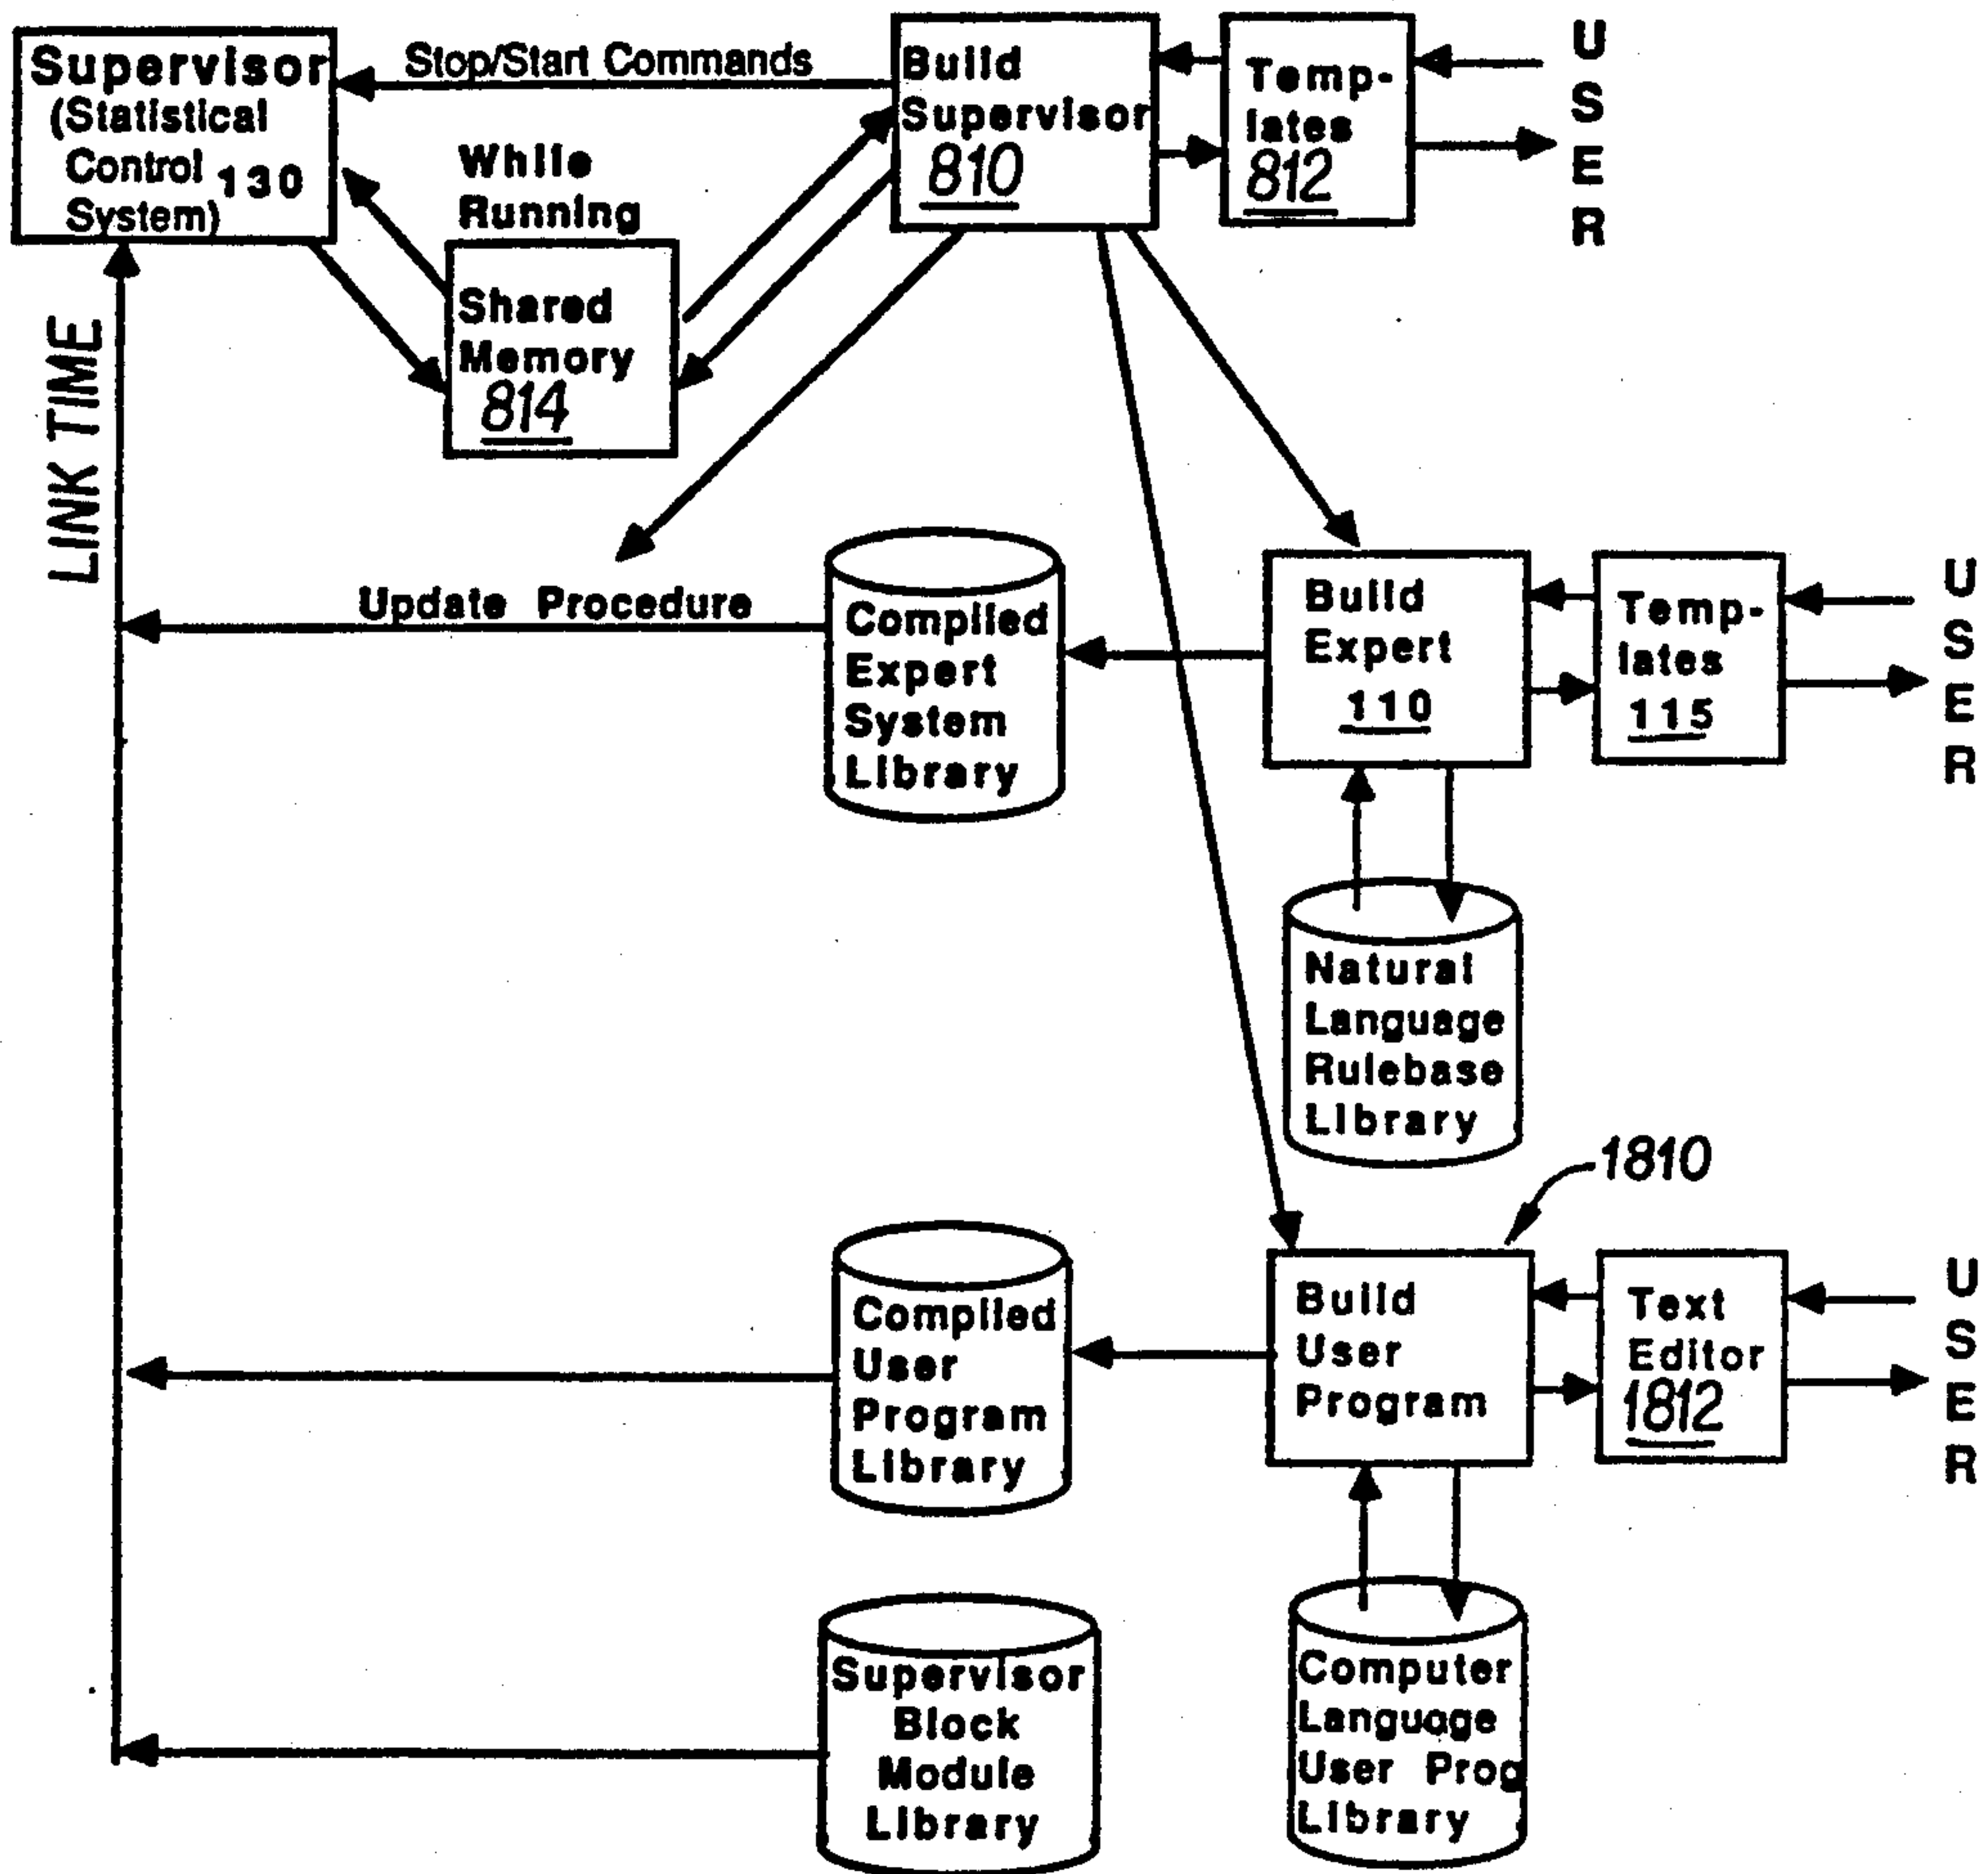 Supervisor
(Statistical
Control 130
System)
Stop/Start Commands
While
Running
Shared
Memory
814
Build
Supervisor
810
Temp-
lates
812
USER
LINK TIME
Update Procedure
Compiled
Expert
System
Library
Build
Expert
110
Temp-
lates
115
USER
Natural
Language
Rulebase
Library
1810
Compiled
User
Program
Library
Build
User
Program
Text
Editor
1812
USER
Supervisor
Block
Module
Library
Computer
Language
User Prog
Library